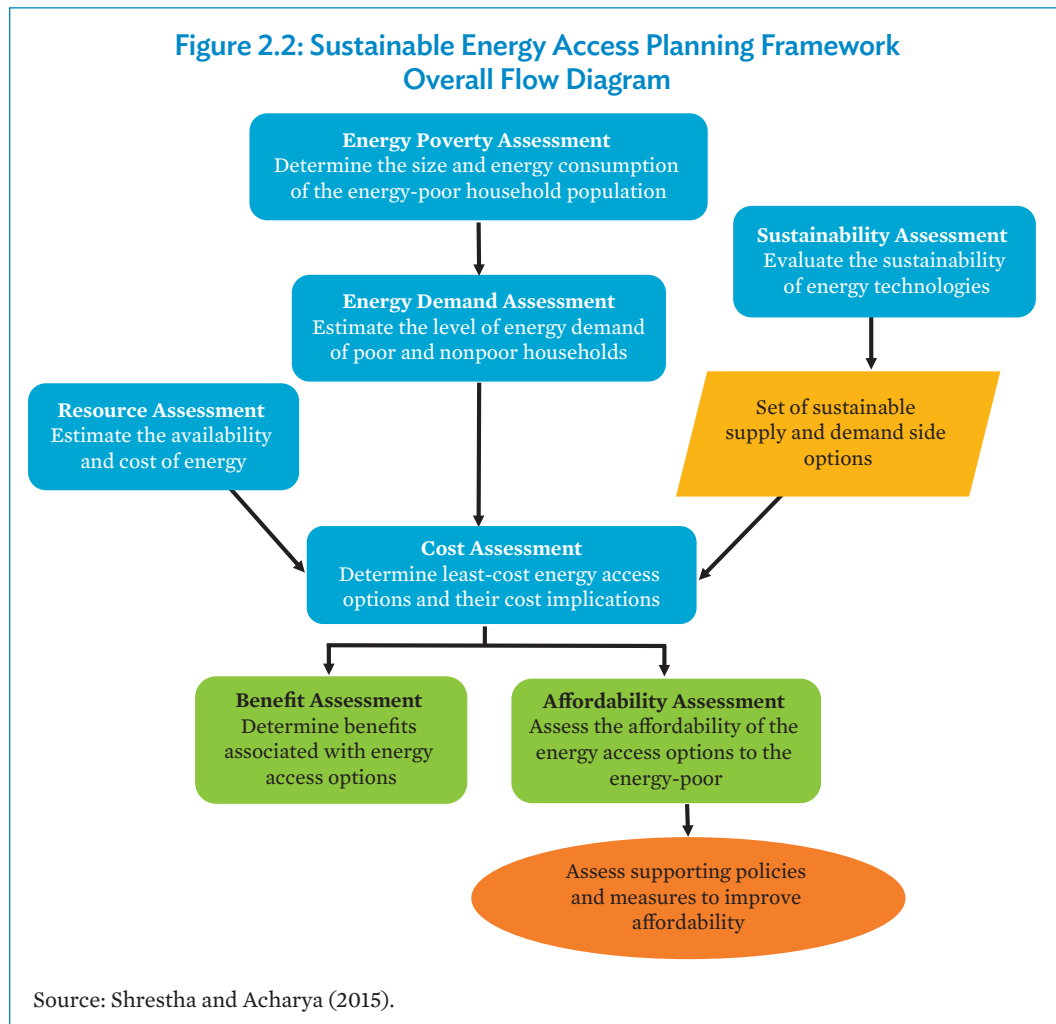 Figure 2.2: Sustainable Energy Access Planning Framework
Overall Flow Diagram
Energy Poverty Assessment
Determine the size and energy consumption
of the energy-poor household population
Sustainability Assessment
Evaluate the sustainability
of energy technologies
Energy Demand Assessment
Estimate the level of energy demand
of poor and nonpoor households
Resource Assessment
Estimate the availability
and cost of energy
Set of sustainable
supply and demand side
options
Cost Assessment
Determine least-cost energy access
options and their cost implications
Benefit Assessment
Determine benefits
associated with energy
access options
Affordability Assessment
Assess the affordability of the
energy access options to the
energy-poor
Assess supporting policies
and measures to improve
affordability
Source: Shrestha and Acharya (2015).